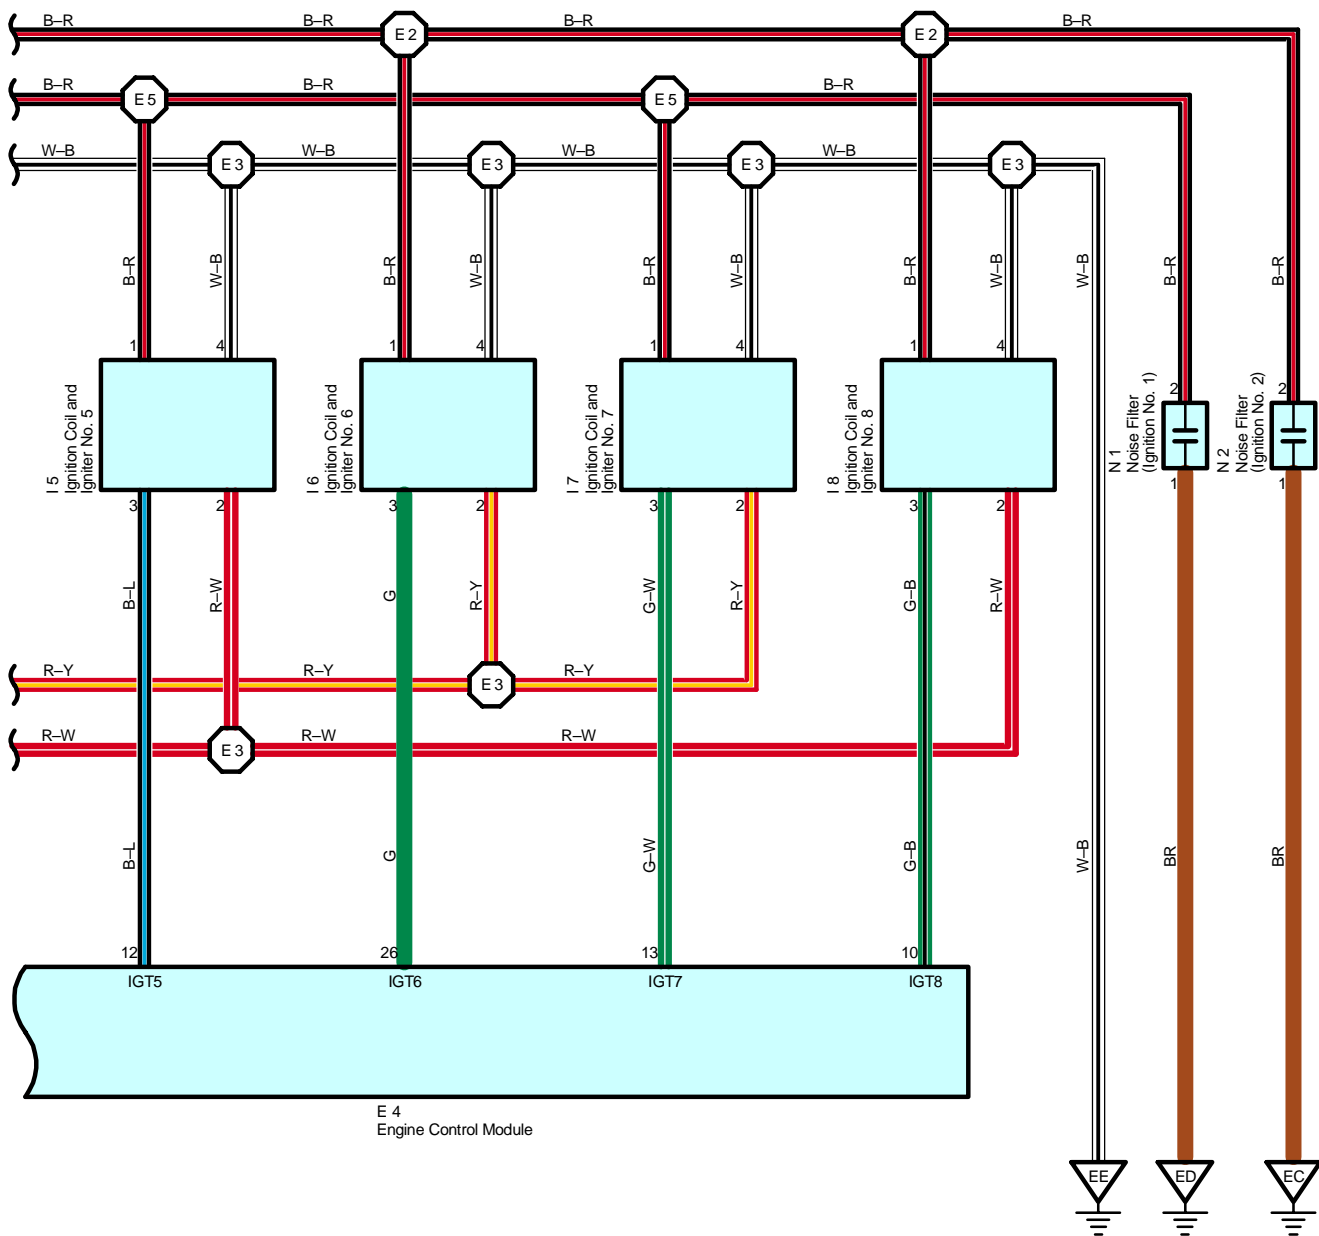 B–R B–R B–R B–R
E 2 E 2
B–R B–R B–R B–R
E 5 E 5
W–B W–B W–B W–B
E 3 E 3 E 3 E 3
B–R W–B B–R W–B B–R W–B B–R W–B W–B B–R B–R
1 4 1 4 1 4 1 4
2 2
I 5
Ignition Coil and
Igniter No. 5
I 6
Ignition Coil and
Igniter No. 6
I 7
Ignition Coil and
Igniter No. 7
I 8
Ignition Coil and
Igniter No. 8
N 1
Noise Filter
(Ignition No. 1)
N 2
Noise Filter
(Ignition No. 2)
1 1
3 2 3 2 3 2 3 2
B–L R–W G R–Y G–W R–Y G–B R–W
R–Y R–Y R–Y
E 3
R–W R–W R–W
E 3
B–L G G–W G–B W–B BR BR
12 26 13 10
IGT5 IGT6 IGT7 IGT8
E 4
Engine Control Module
EE ED EC